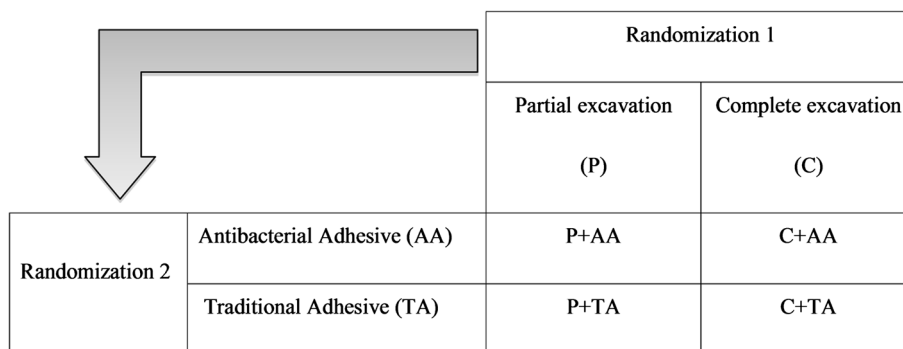 Randomization 1
Partial excavation
(P)
Complete excavation
(C)
Randomization 2
Antibacterial Adhesive (AA)
P+AA
C+AA
Traditional Adhesive (TA)
P+TA
C+TA